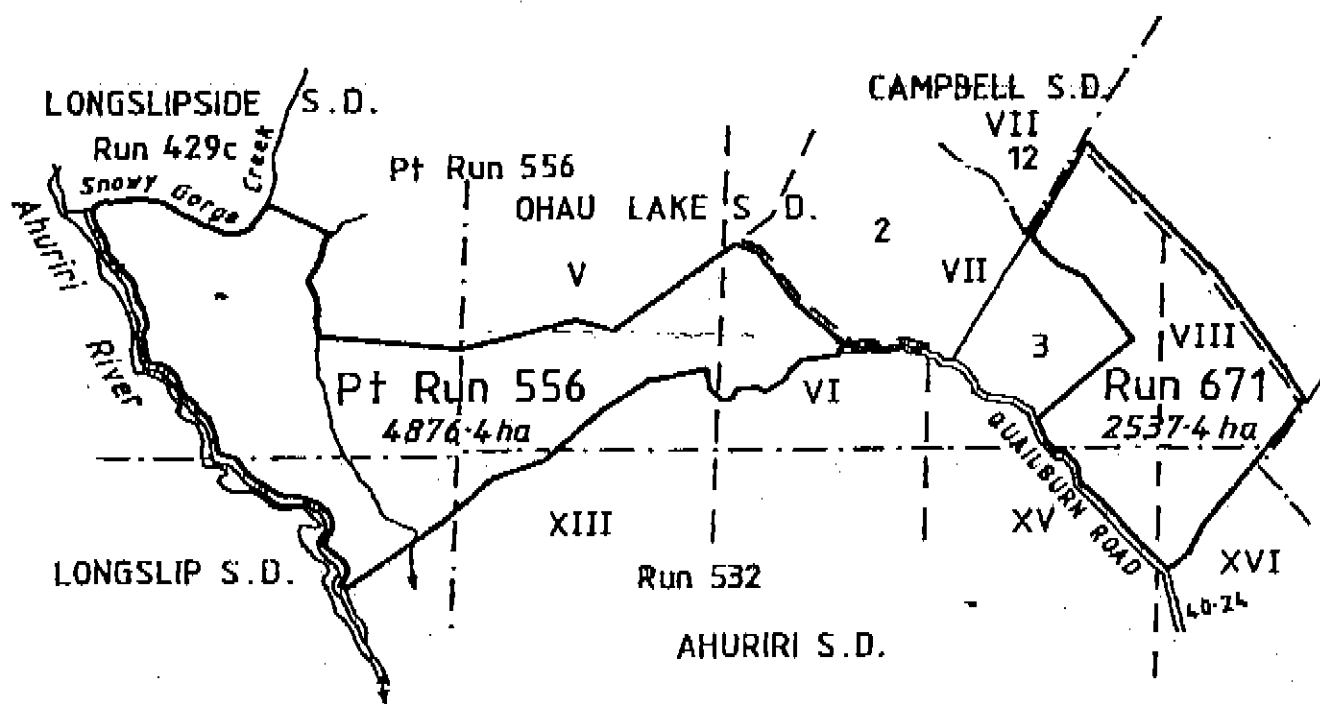 LONGSLIPSIDE S.D.
Run 429c
Snowy Gorge Creek
Ahuriri River
Pt Run 556
OHAU LAKE S.D.
CAMPBELL S.D.
VII
12
2
V
VII
3
VIII
Pt Run 556
4876·4 ha
VI
Run 671
2537·4 ha
QUAILBURN ROAD
XIII
XV
XVI
LONGSLIP S.D.
Run 532
40·24
AHURIRI S.D.